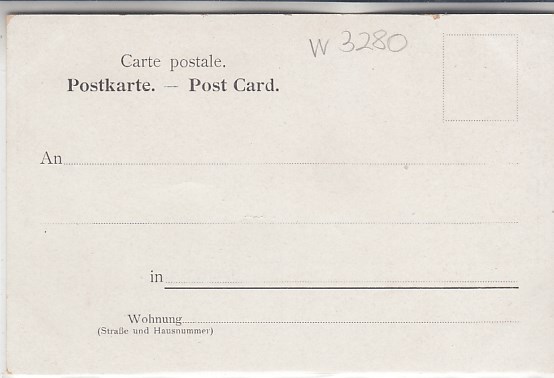 W 3280
Carte postale.
Postkarte. — Post Card.
An
in
Wohnung
(Straße und Hausnummer)